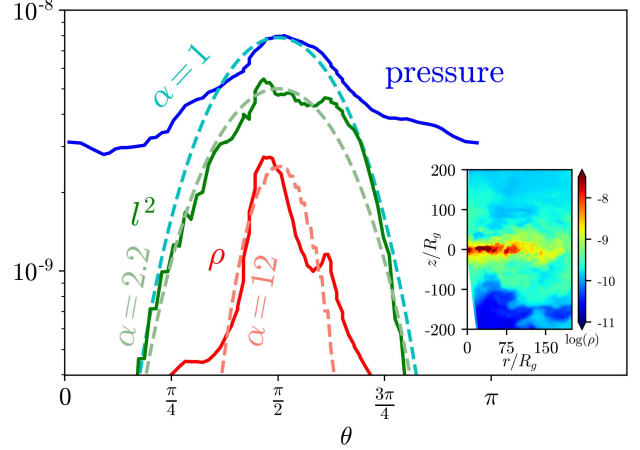 10⁻⁸
10⁻⁹
α = 1
pressure
l²
α = 2.2
ρ
α = 12
0
π/4
π/2
3π/4
π
θ
200
100
0
-100
-200
z/R_g
0
75
150
r/R_g
-8
-9
-10
-11
log(ρ)